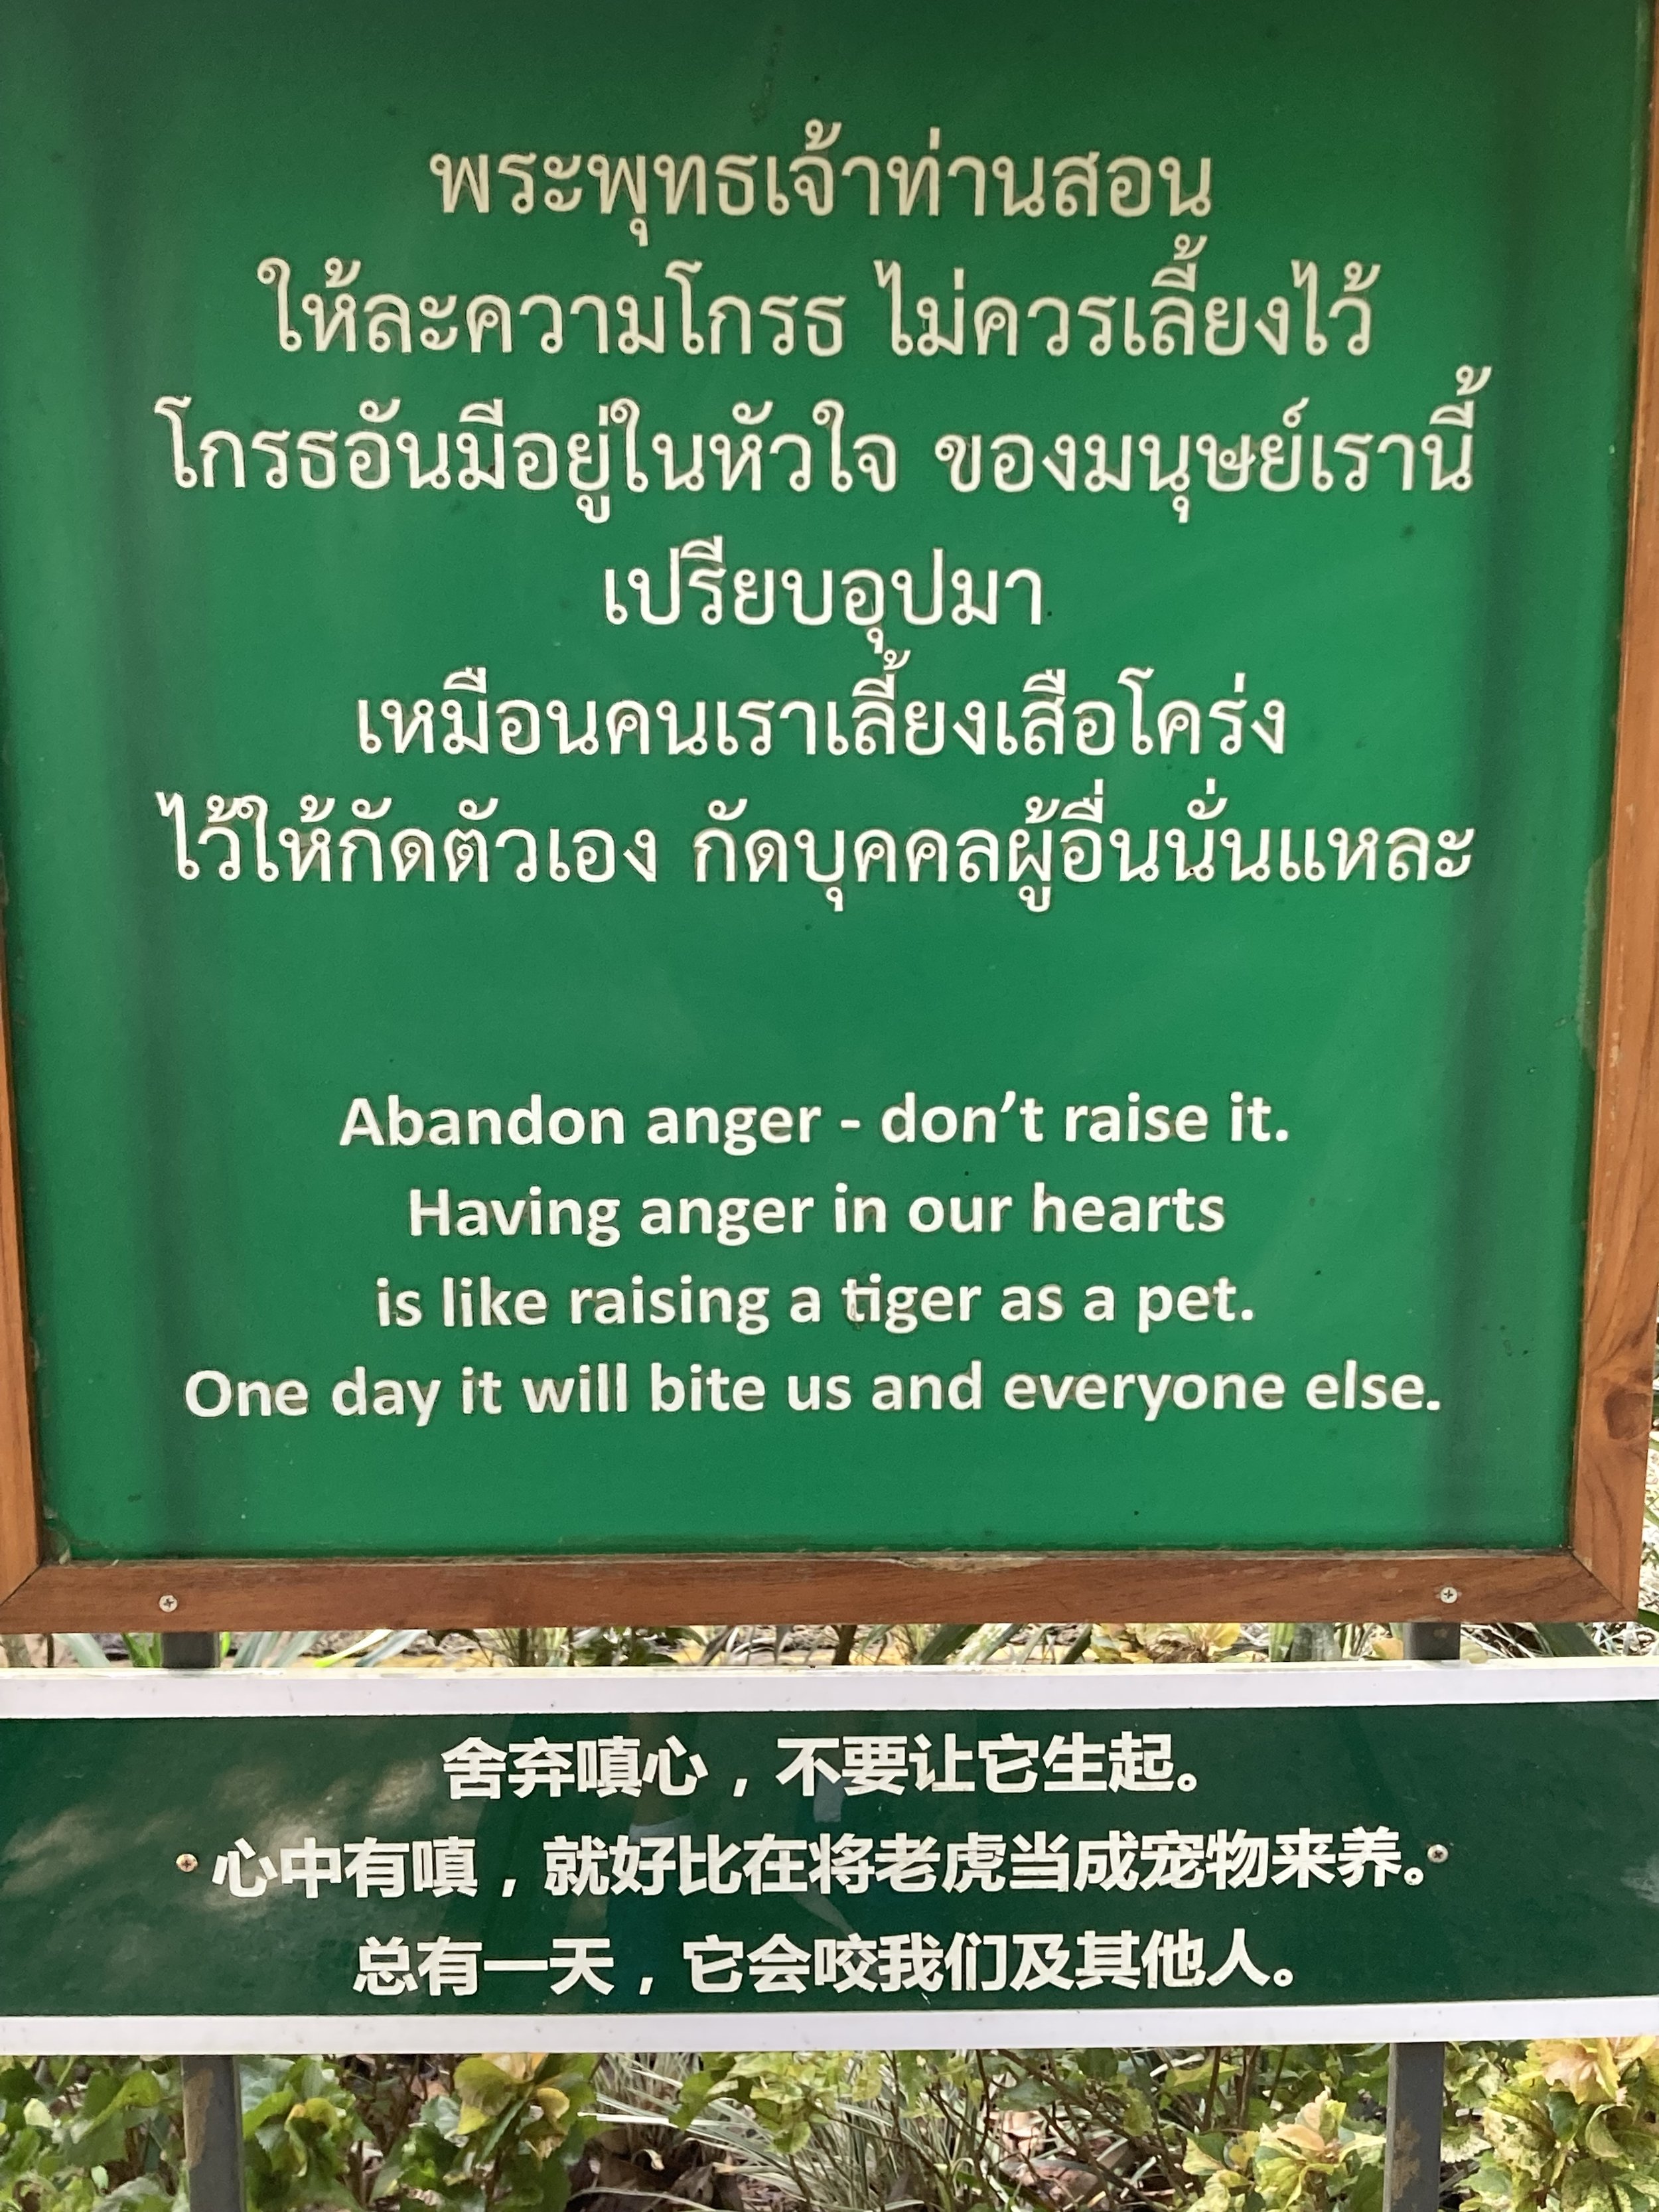 พระพุทธเจ้าท่านสอน
ให้ละความโกรธ ไม่ควรเลี้ยงไว้
โกรธอันมีอยู่ในหัวใจ ของมนุษย์เรานี้
เปรียบอุปมา
เหมือนคนเราเลี้ยงเสือโคร่ง
ไว้ให้กัดตัวเอง กัดบุคคลผู้อื่นนั่นแหละ
Abandon anger - don’t raise it.
Having anger in our hearts
is like raising a tiger as a pet.
One day it will bite us and everyone else.
舍弃嗔心，不要让它生起。
心中有嗔，就好比在将老虎当成宠物来养。
总有一天，它会咬我们及其他人。